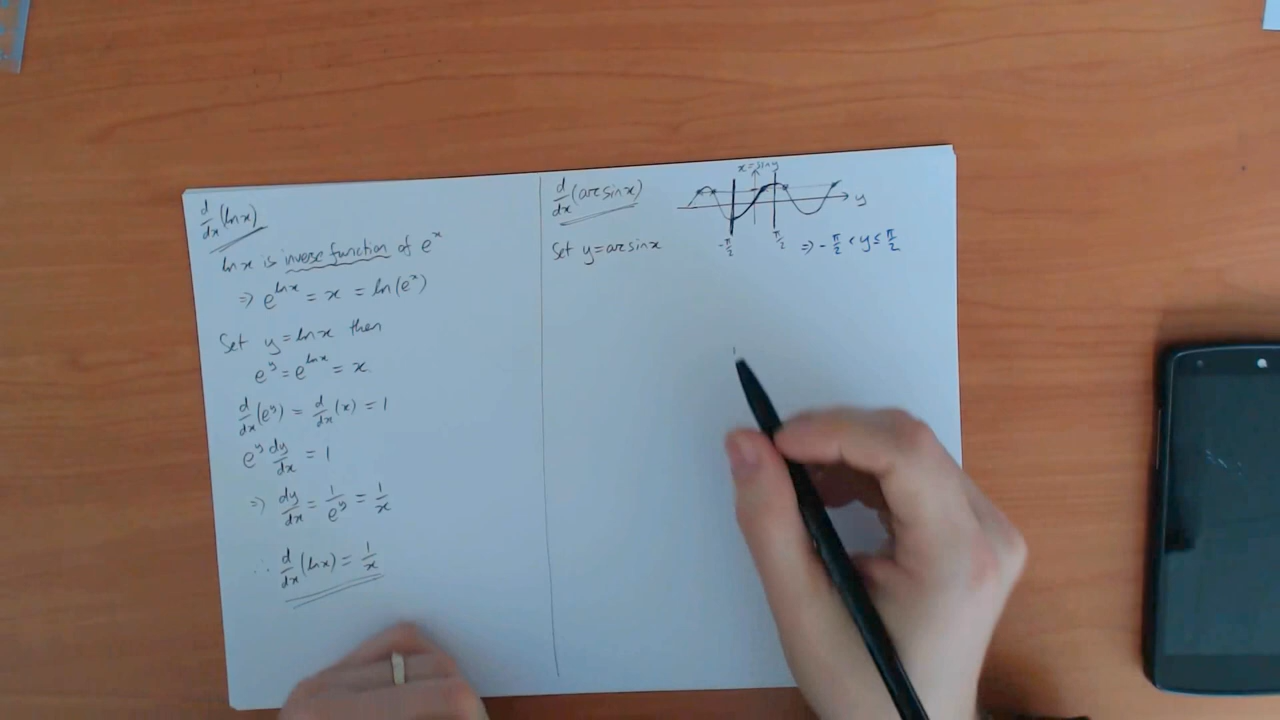 d/dx (ln x)
ln x is inverse function of e^x
⇒ e^{ln x} = x = ln(e^x)
Set y = ln x then
e^y = e^{ln x} = x
d/dx (e^y) = d/dx (x) = 1
e^y dy/dx = 1
⇒ dy/dx = 1/e^y = 1/x
∴ d/dx (ln x) = 1/x
d/dx (arcsin x)
x = sin y
y
-π/2
π/2
Set y = arcsin x
⇒ -π/2 ≤ y ≤ π/2